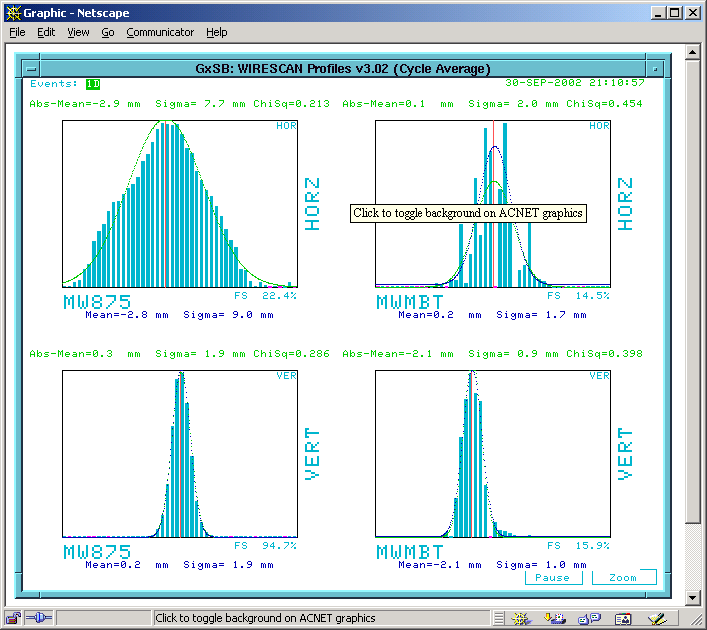 Graphic - Netscape
File Edit View Go Communicator Help
GxSB: WIRESCAN Profiles v3.02 (Cycle Average)
Events: 1D
30-SEP-2002 21:10:57
Abs-Mean=-2.9 mm Sigma= 7.7 mm ChiSq=0.213
Abs-Mean=0.1 mm Sigma= 2.0 mm ChiSq=0.454
HOR
HORZ
HOR
HORZ
Click to toggle background on ACNET graphics
MW875
FS 22.4%
Mean=-2.8 mm Sigma= 9.0 mm
MWMBT
FS 14.5%
Mean=0.2 mm Sigma= 1.7 mm
Abs-Mean=0.3 mm Sigma= 1.9 mm ChiSq=0.286
Abs-Mean=-2.1 mm Sigma= 0.9 mm ChiSq=0.398
VER
VERT
VER
VERT
MW875
FS 94.7%
Mean=0.2 mm Sigma= 1.9 mm
MWMBT
FS 15.9%
Mean=-2.1 mm Sigma= 1.0 mm
Pause
Zoom
Click to toggle background on ACNET graphics